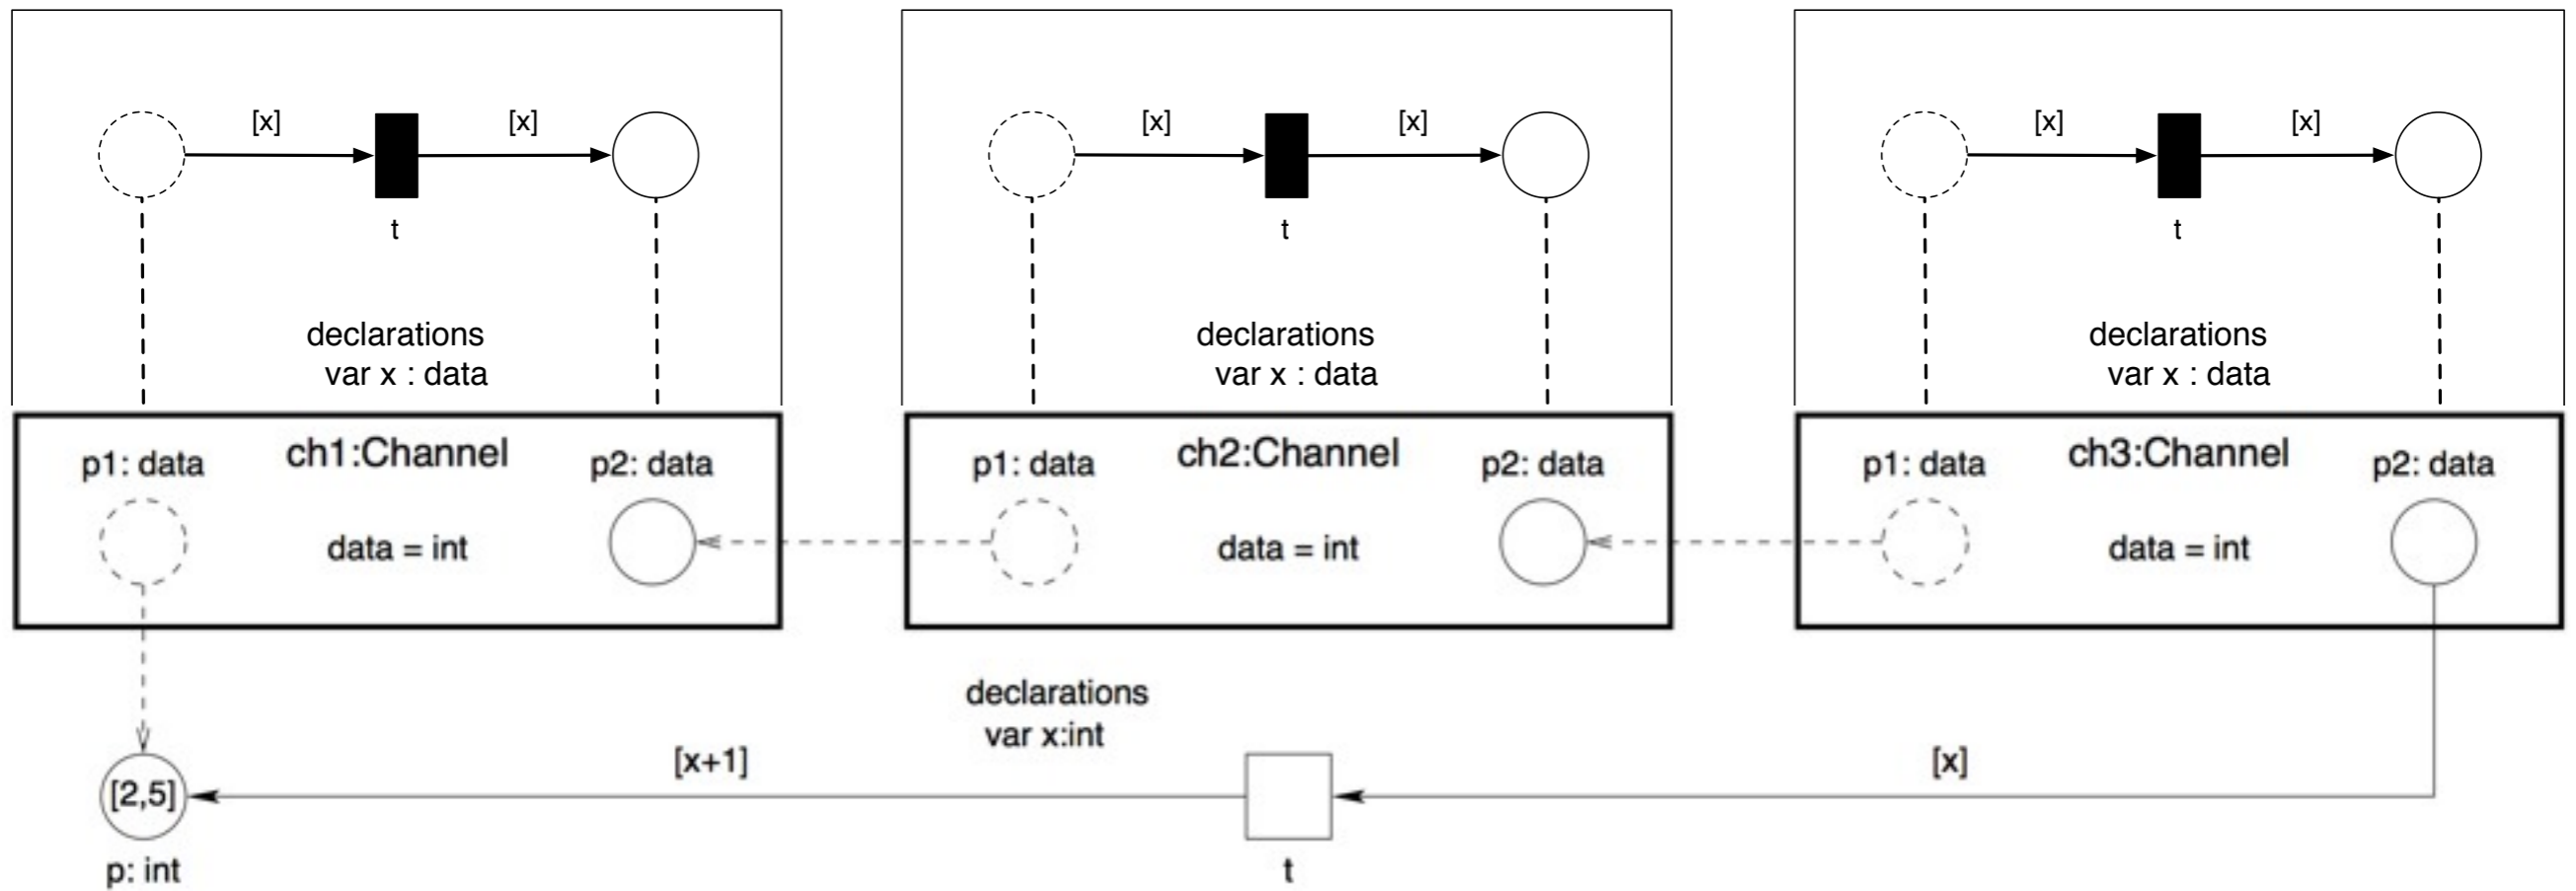 [x]
[x]
t
declarations
var x : data
[x]
[x]
t
declarations
var x : data
[x]
[x]
t
declarations
var x : data
p1: data
ch1:Channel
p2: data
data = int
p1: data
ch2:Channel
p2: data
data = int
p1: data
ch3:Channel
p2: data
data = int
declarations
var x:int
[x+1]
[x]
[2,5]
p: int
t